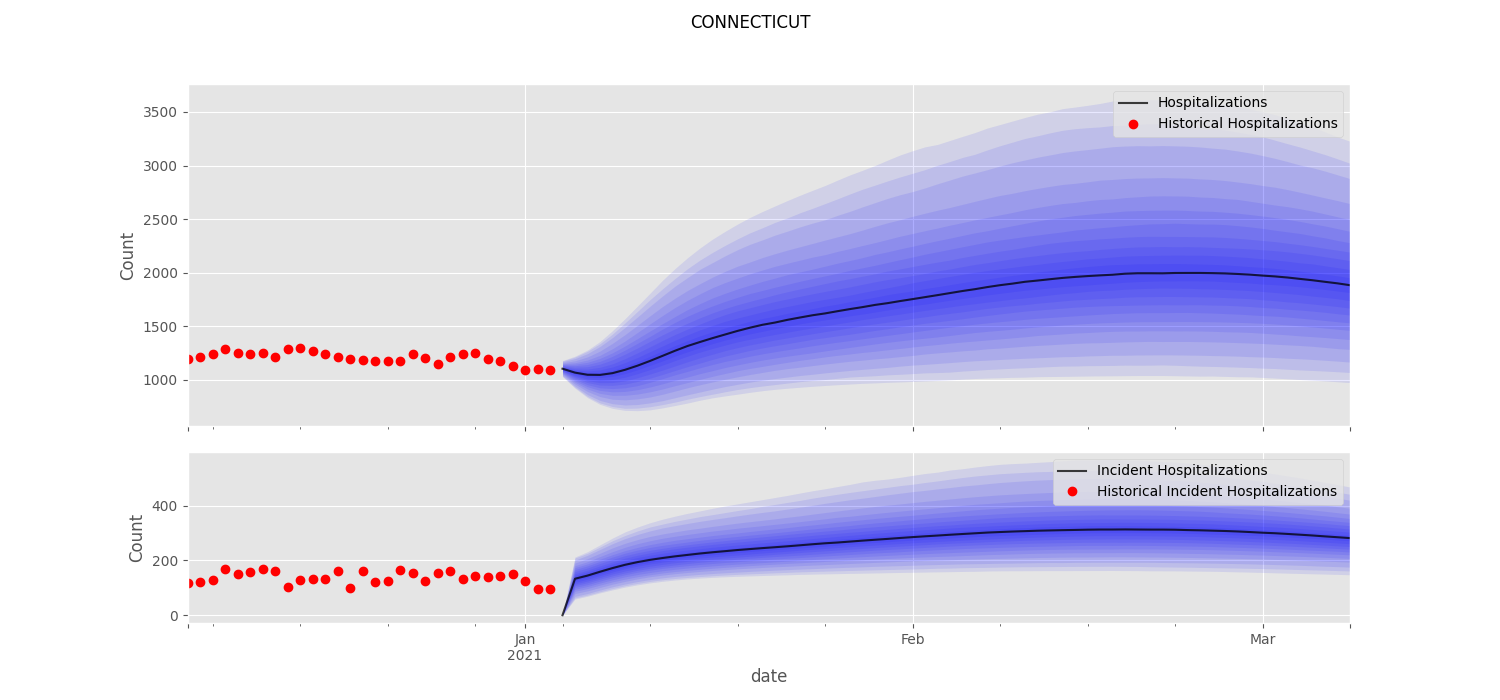 CONNECTICUT
3500
3000
2500
2000
1500
1000
Count
Hospitalizations
Historical Hospitalizations
400
200
0
Count
Incident Hospitalizations
Historical Incident Hospitalizations
Jan
2021
Feb
Mar
date